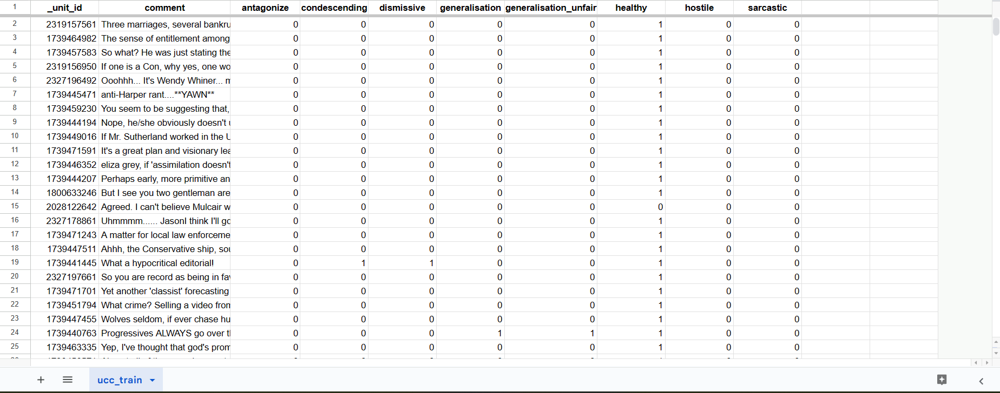 1 _unit_id comment antagonize condescending dismissive generalisation generalisation_unfair healthy hostile sarcastic
2 2319157561 Three marriages, several bankru 0 0 0 0 0 1 0 0
3 1739464982 The sense of entitlement among 0 0 0 0 0 1 0 0
4 1739457583 So what? He was just stating the 0 0 0 0 0 1 0 0
5 2319156950 If one is a Con, why yes, one wo 0 0 0 0 0 1 0 0
6 2327196492 Ooohhh... It's Wendy Whiner... 0 0 0 0 0 1 0 0
7 1739445471 anti-Harper rant....**YAWN** 0 0 0 0 0 1 0 0
8 1739459230 You seem to be suggesting that, 0 0 0 0 0 1 0 0
9 1739444194 Nope, he/she obviously doesn't 0 0 0 0 0 1 0 0
10 1739449016 If Mr. Sutherland worked in the 0 0 0 0 0 1 0 0
11 1739471591 It's a great plan and visionary lea 0 0 0 0 0 1 0 0
12 1739446352 eliza grey, if 'assimilation doesn't 0 0 0 0 0 1 0 0
13 1739444207 Perhaps early, more primitive an 0 0 0 0 0 1 0 0
14 1800633246 But I see you two gentleman are 0 0 0 0 0 1 0 0
15 2028122642 Agreed. I can't believe Mulcair w 0 0 0 0 0 0 0 0
16 2327178861 Uhmmmm...... JasonI think I'll go 0 0 0 0 0 1 0 0
17 1739471243 A matter for local law enforceme 0 0 0 0 0 1 0 0
18 1739447511 Ahhh, the Conservative ship, sou 0 0 0 0 0 1 0 0
19 1739441445 What a hypocritical editorial! 0 1 1 0 0 1 0 0
20 2327197661 So you are record as being in fav 0 0 0 0 0 1 0 0
21 1739471701 Yet another 'classist' forecasting 0 0 0 0 0 1 0 0
22 1739451794 What crime? Selling a video from 0 0 0 0 0 1 0 0
23 1739447455 Wolves seldom, if ever chase hu 0 0 0 0 0 1 0 0
24 1739440763 Progressives ALWAYS go over 0 0 0 1 1 1 0 0
25 1739463335 Yep, I've thought that god's prom 0 0 0 0 0 1 0 0
ucc_train